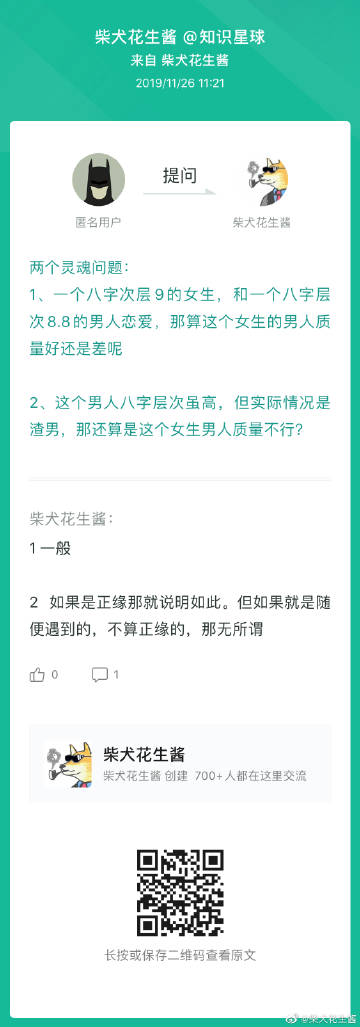 柴犬花生酱 @知识星球
来自 柴犬花生酱
2019/11/26 11:21
提问
匿名用户
柴犬花生酱
两个灵魂问题：
1、一个八字次层9的女生，和一个八字层
次8.8的男人恋爱，那算这个女生的男人质
量好还是差呢
2、这个男人八字层次虽高，但实际情况是
渣男，那还算是这个女生男人质量不行？
柴犬花生酱：
1 一般
2 如果是正缘那就说明如此。但如果就是随
便遇到的，不算正缘的，那无所谓
0
1
柴犬花生酱
柴犬花生酱 创建 700+人都在这里交流
长按或保存二维码查看原文
@柴犬花生酱